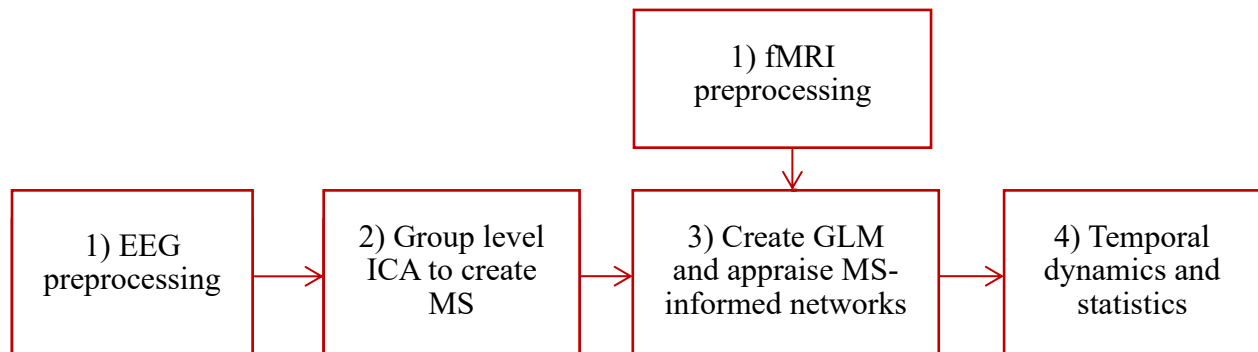 1) fMRI
preprocessing
1) EEG
preprocessing
2) Group level
ICA to create
MS
3) Create GLM
and appraise MS-
informed networks
4) Temporal
dynamics and
statistics